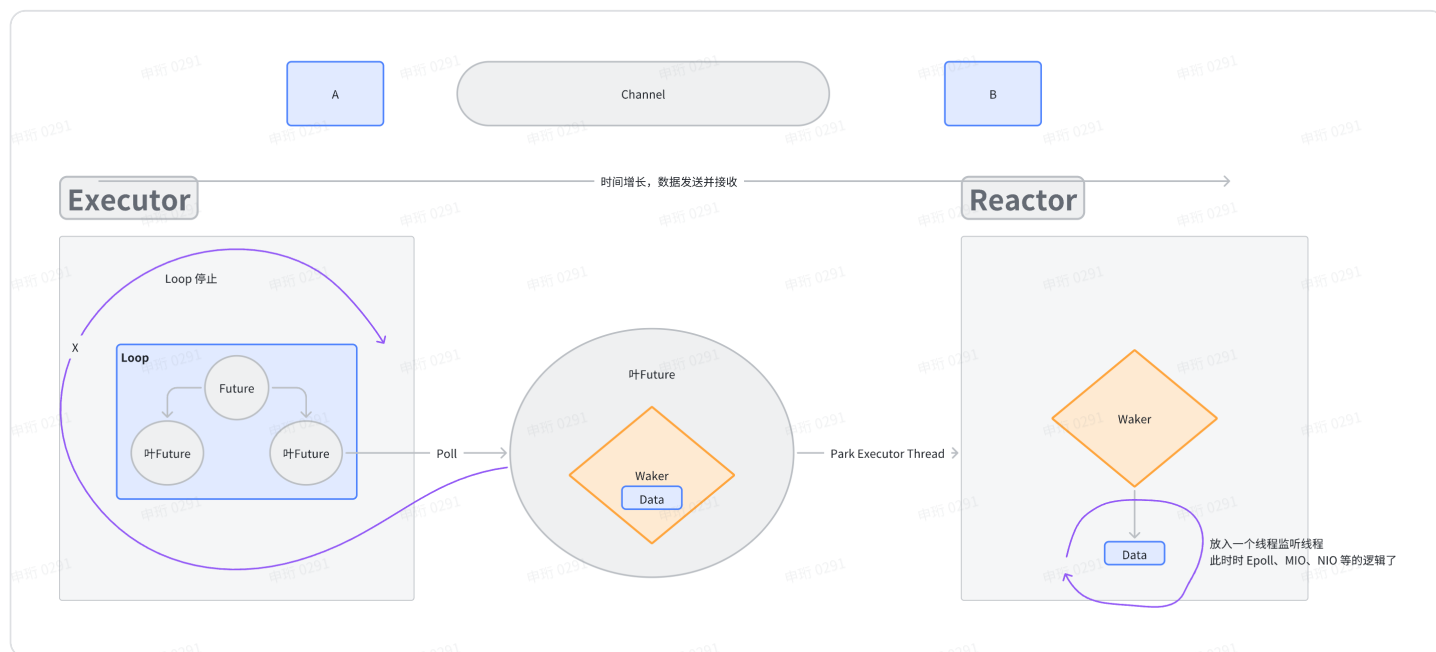 A
Channel
B
时间增长，数据发送并接收
Executor
Reactor
Loop 停止
X
Loop
Future
叶Future
叶Future
Poll
叶Future
Waker
Data
Park Executor Thread
Waker
Data
放入一个线程监听线程
此时时 Epoll、MIO、NIO 等的逻辑了
申珩 0291